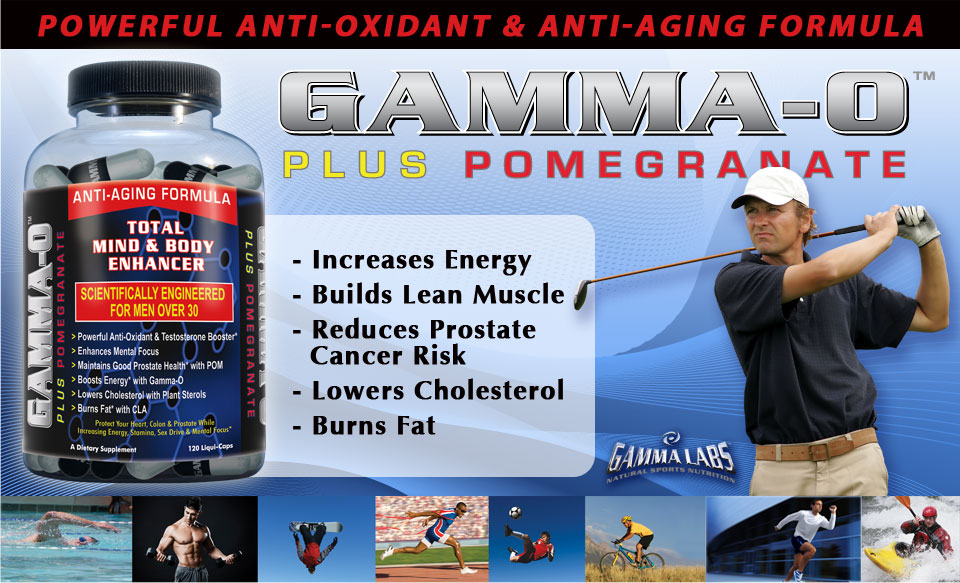 POWERFUL ANTI-OXIDANT & ANTI-AGING FORMULA
GAMMA-O™
PLUS POMEGRANATE
ANTI-AGING FORMULA
TOTAL
MIND & BODY
ENHANCER
SCIENTIFICALLY ENGINEERED
FOR MEN OVER 30
> Powerful Anti-Oxidant & Testosterone Booster*
> Enhances Mental Focus
> Maintains Good Prostate Health* with POM
> Boosts Energy* with Gamma-O
> Lowers Cholesterol with Plant Sterols
> Burns Fat* with CLA
Protect Your Heart, Colon & Prostate While
Increasing Energy, Stamina, Sex Drive & Mental Focus*
A Dietary Supplement 120 Liqui-Caps
GAMMA-O™
PLUS POMEGRANATE
PLUS POMEGRANATE
- Increases Energy
- Builds Lean Muscle
- Reduces Prostate
Cancer Risk
- Lowers Cholesterol
- Burns Fat
GAMMA LABS
NATURAL SPORTS NUTRITION